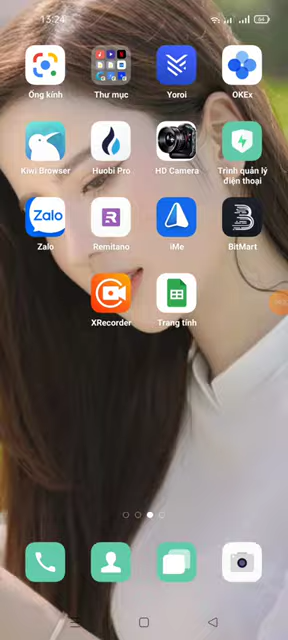 13:24
84
Ống kính
Thư mục
Yoroi
OKEx
Kiwi Browser
Huobi Pro
HD Camera
Trình quản lý
điện thoại
Zalo
Zalo
Remitano
iMe
BitMart
XRecorder
Trang tính